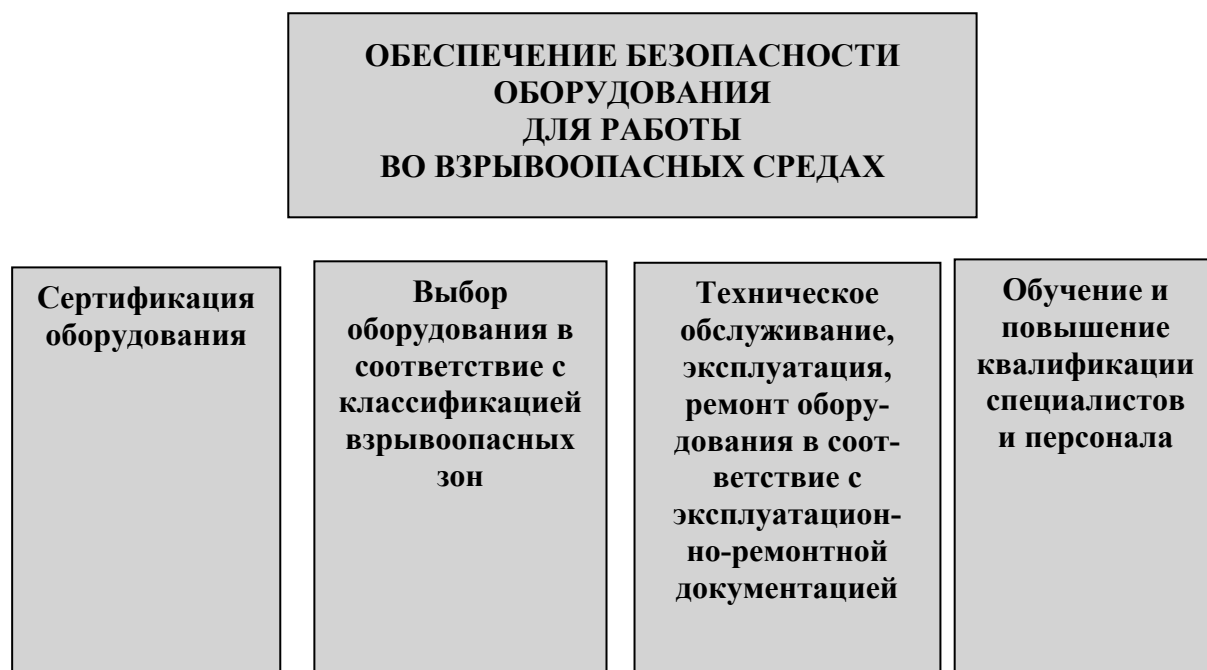 ОБЕСПЕЧЕНИЕ БЕЗОПАСНОСТИ
ОБОРУДОВАНИЯ
ДЛЯ РАБОТЫ
ВО ВЗРЫВООПАСНЫХ СРЕДАХ
Сертификация
оборудования
Выбор
оборудования в
соответствие с
классификацией
взрывоопасных
зон
Техническое
обслуживание,
эксплуатация,
ремонт обору-
дования в соот-
ветствие с
эксплуатацион-
но-ремонтной
документацией
Обучение и
повышение
квалификации
специалистов
и персонала